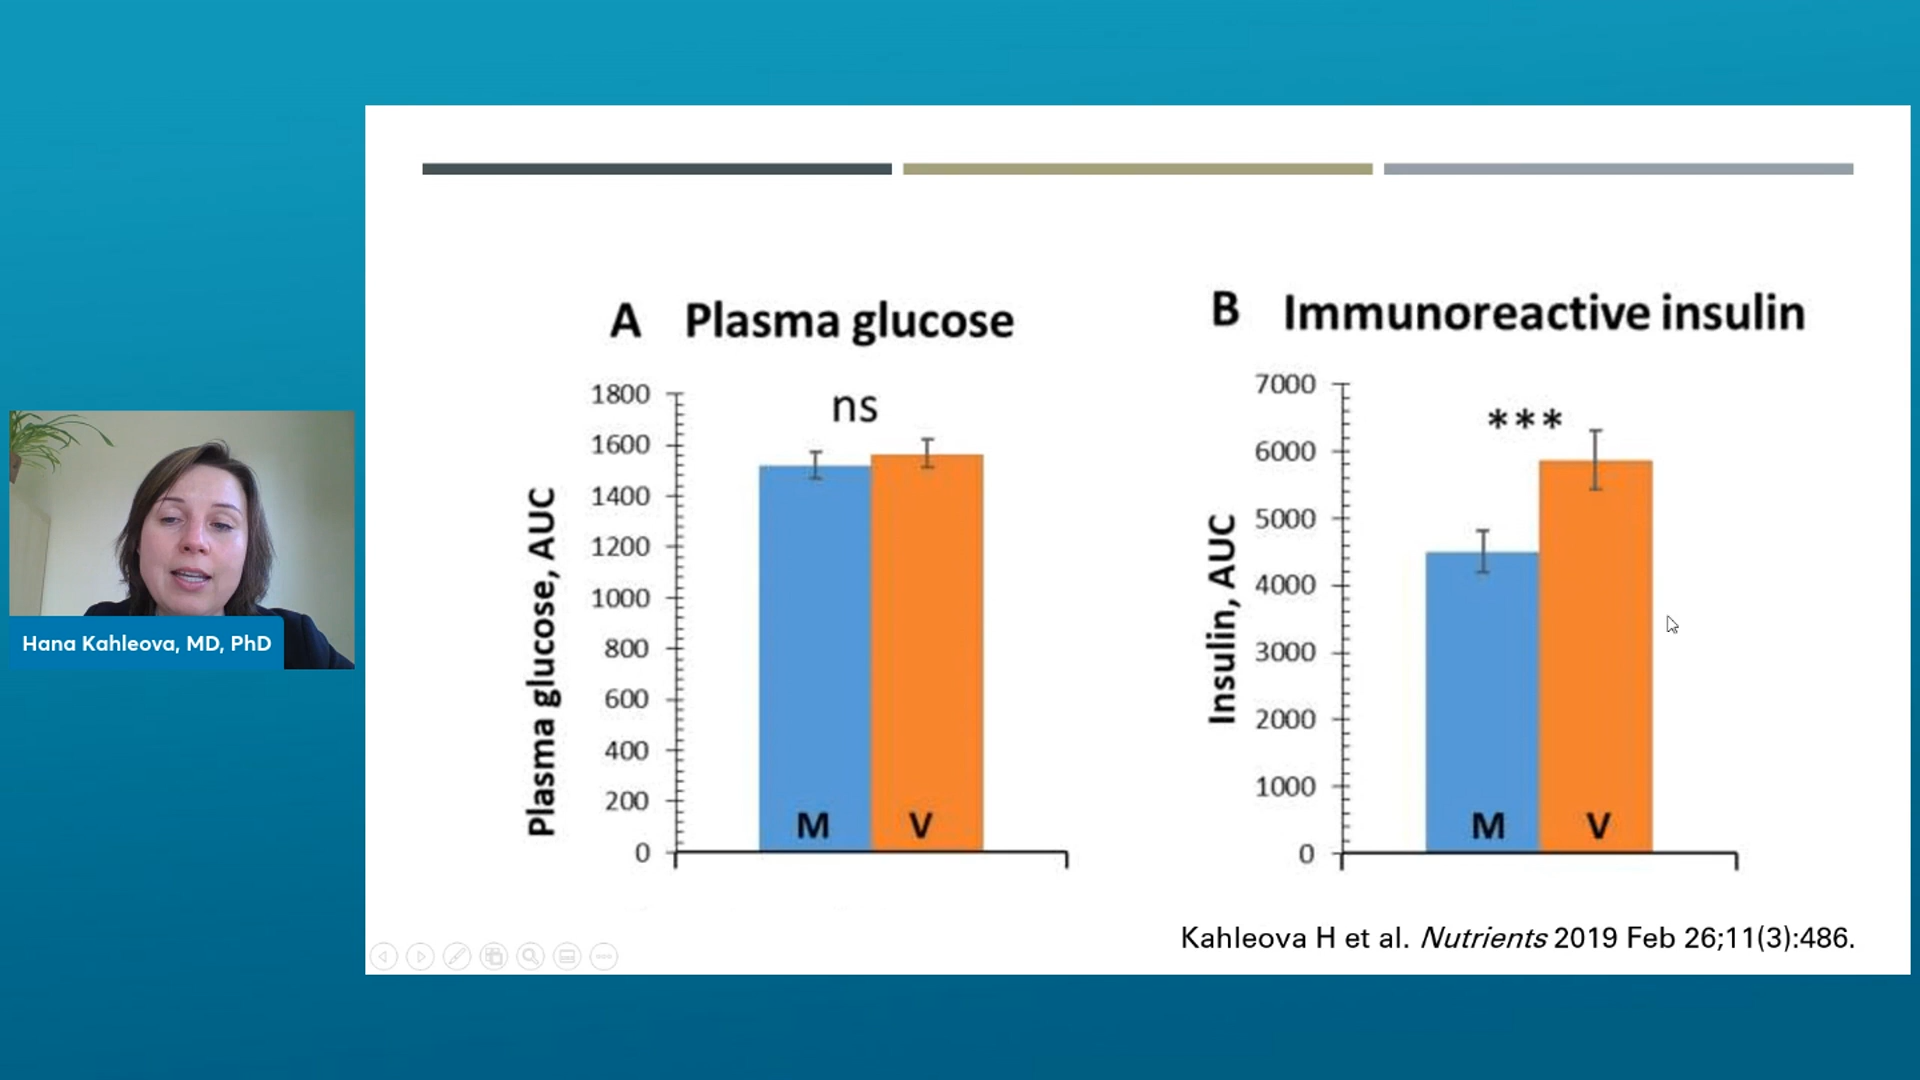 A Plasma glucose
ns
Plasma glucose, AUC
1800
1600
1400
1200
1000
800
600
400
200
0
M V
B Immunoreactive insulin
***
Insulin, AUC
7000
6000
5000
4000
3000
2000
1000
0
M V
Hana Kahleova, MD, PhD
Kahleova H et al. Nutrients 2019 Feb 26;11(3):486.